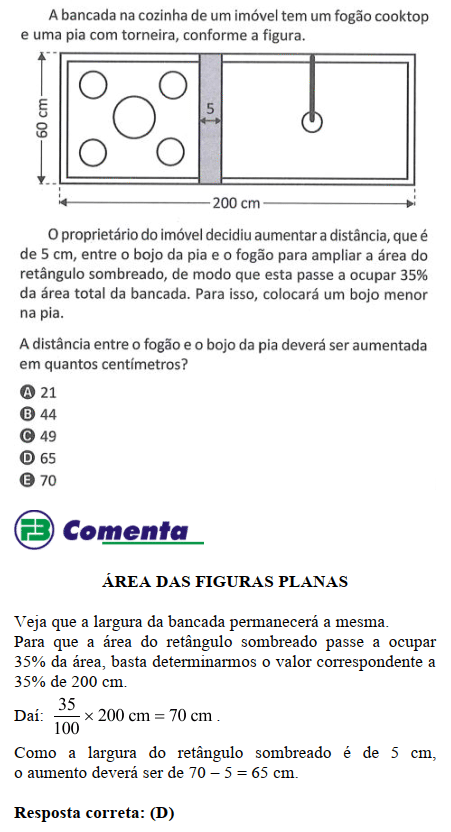 A bancada na cozinha de um imóvel tem um fogão cooktop
e uma pia com torneira, conforme a figura.
60 cm
5
200 cm
O proprietário do imóvel decidiu aumentar a distância, que é
de 5 cm, entre o bojo da pia e o fogão para ampliar a área do
retângulo sombreado, de modo que esta passe a ocupar 35%
da área total da bancada. Para isso, colocará um bojo menor
na pia.
A distância entre o fogão e o bojo da pia deverá ser aumentada
em quantos centímetros?
A 21
B 44
C 49
D 65
E 70
FB Comenta
ÁREA DAS FIGURAS PLANAS
Veja que a largura da bancada permanecerá a mesma.
Para que a área do retângulo sombreado passe a ocupar
35% da área, basta determinarmos o valor correspondente a
35% de 200 cm.
Daí: 35/100 × 200 cm = 70 cm .
Como a largura do retângulo sombreado é de 5 cm,
o aumento deverá ser de 70 – 5 = 65 cm.
Resposta correta: (D)